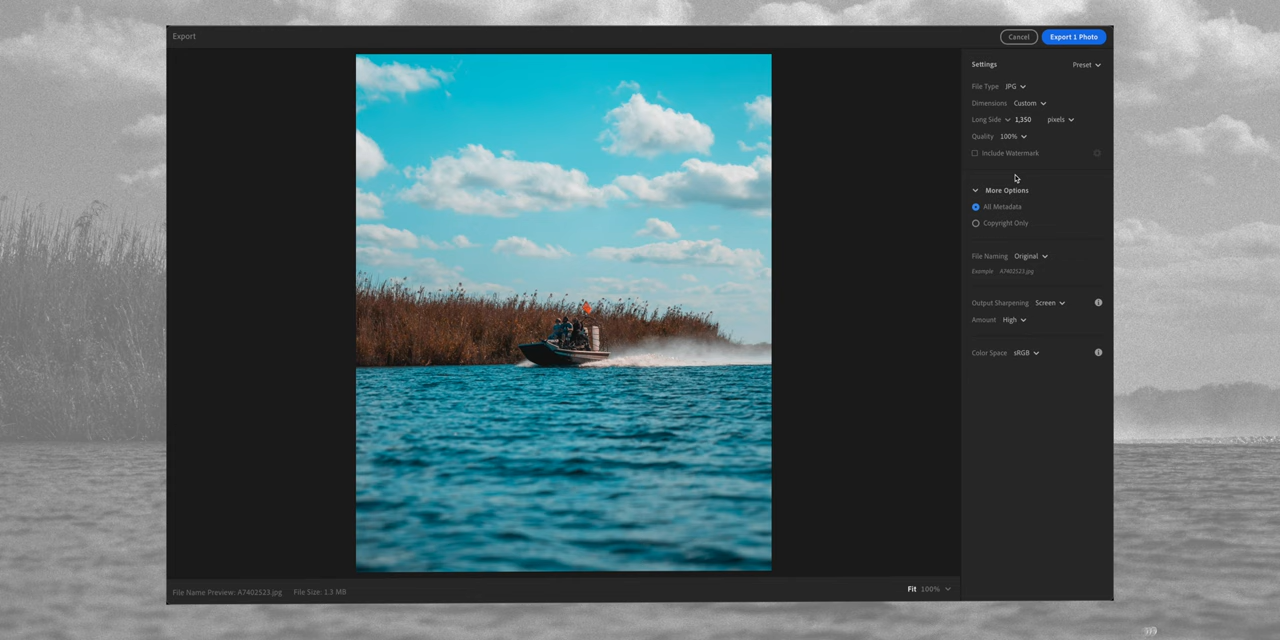 Export
Cancel
Export 1 Photo
Settings
Preset
File Type JPG
Dimensions Custom
Long Side 1,350 pixels
Quality 100%
Include Watermark
More Options
All Metadata
Copyright Only
File Naming Original
Example A7402523.jpg
Output Sharpening Screen
Amount High
Color Space sRGB
File Name Preview: A7402523.jpg File Size: 1.3 MB
Fit 100%